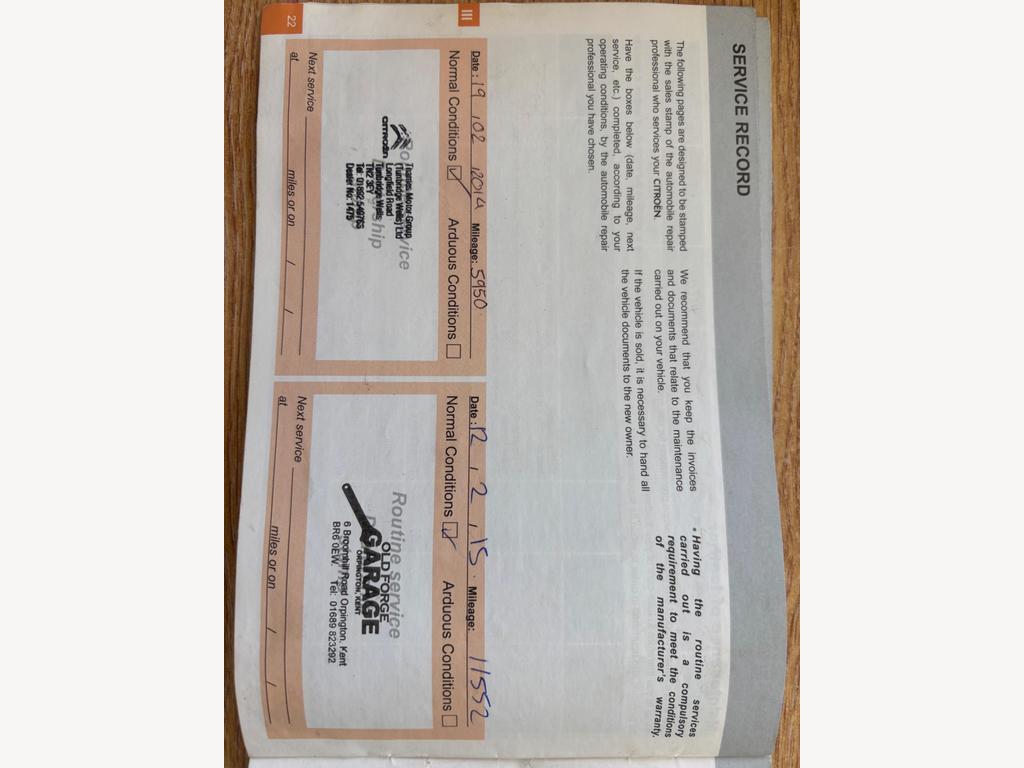 SERVICE RECORD
The following pages are designed to be stamped
with the sales stamp of the automobile repair
professional who services your CITROËN.
Have the boxes below (date, mileage, next
service, etc.) completed, according to your
operating conditions, by the automobile repair
professional you have chosen.
We recommend that you keep the invoices
and documents that relate to the maintenance
carried out on your vehicle.
If the vehicle is sold, it is necessary to hand all
the vehicle documents to the new owner.
* Having the routine services
carried out is a compulsory
requirement to meet the conditions
of the manufacturer's warranty.
III
Date : 19 / 02 / 2014 Mileage: 5950
Normal Conditions ☑ Arduous Conditions ☐
CITROËN
Thames Motor Group
(Tunbridge Wells) Ltd
Longfield Road
Tunbridge Wells
TN2 3EY
Dealer No: 1475
Next service
at miles or on / /
Date : 12 / 2 / 15 . Mileage: 11552
Normal Conditions ☑ Arduous Conditions ☐
Routine service
OLD FORGE
GARAGE
ORPINGTON, KENT
6 Broomhill Road Orpington, Kent
BR6 0EW. Tel: 01689 823292
Next service
at miles or on / /
22